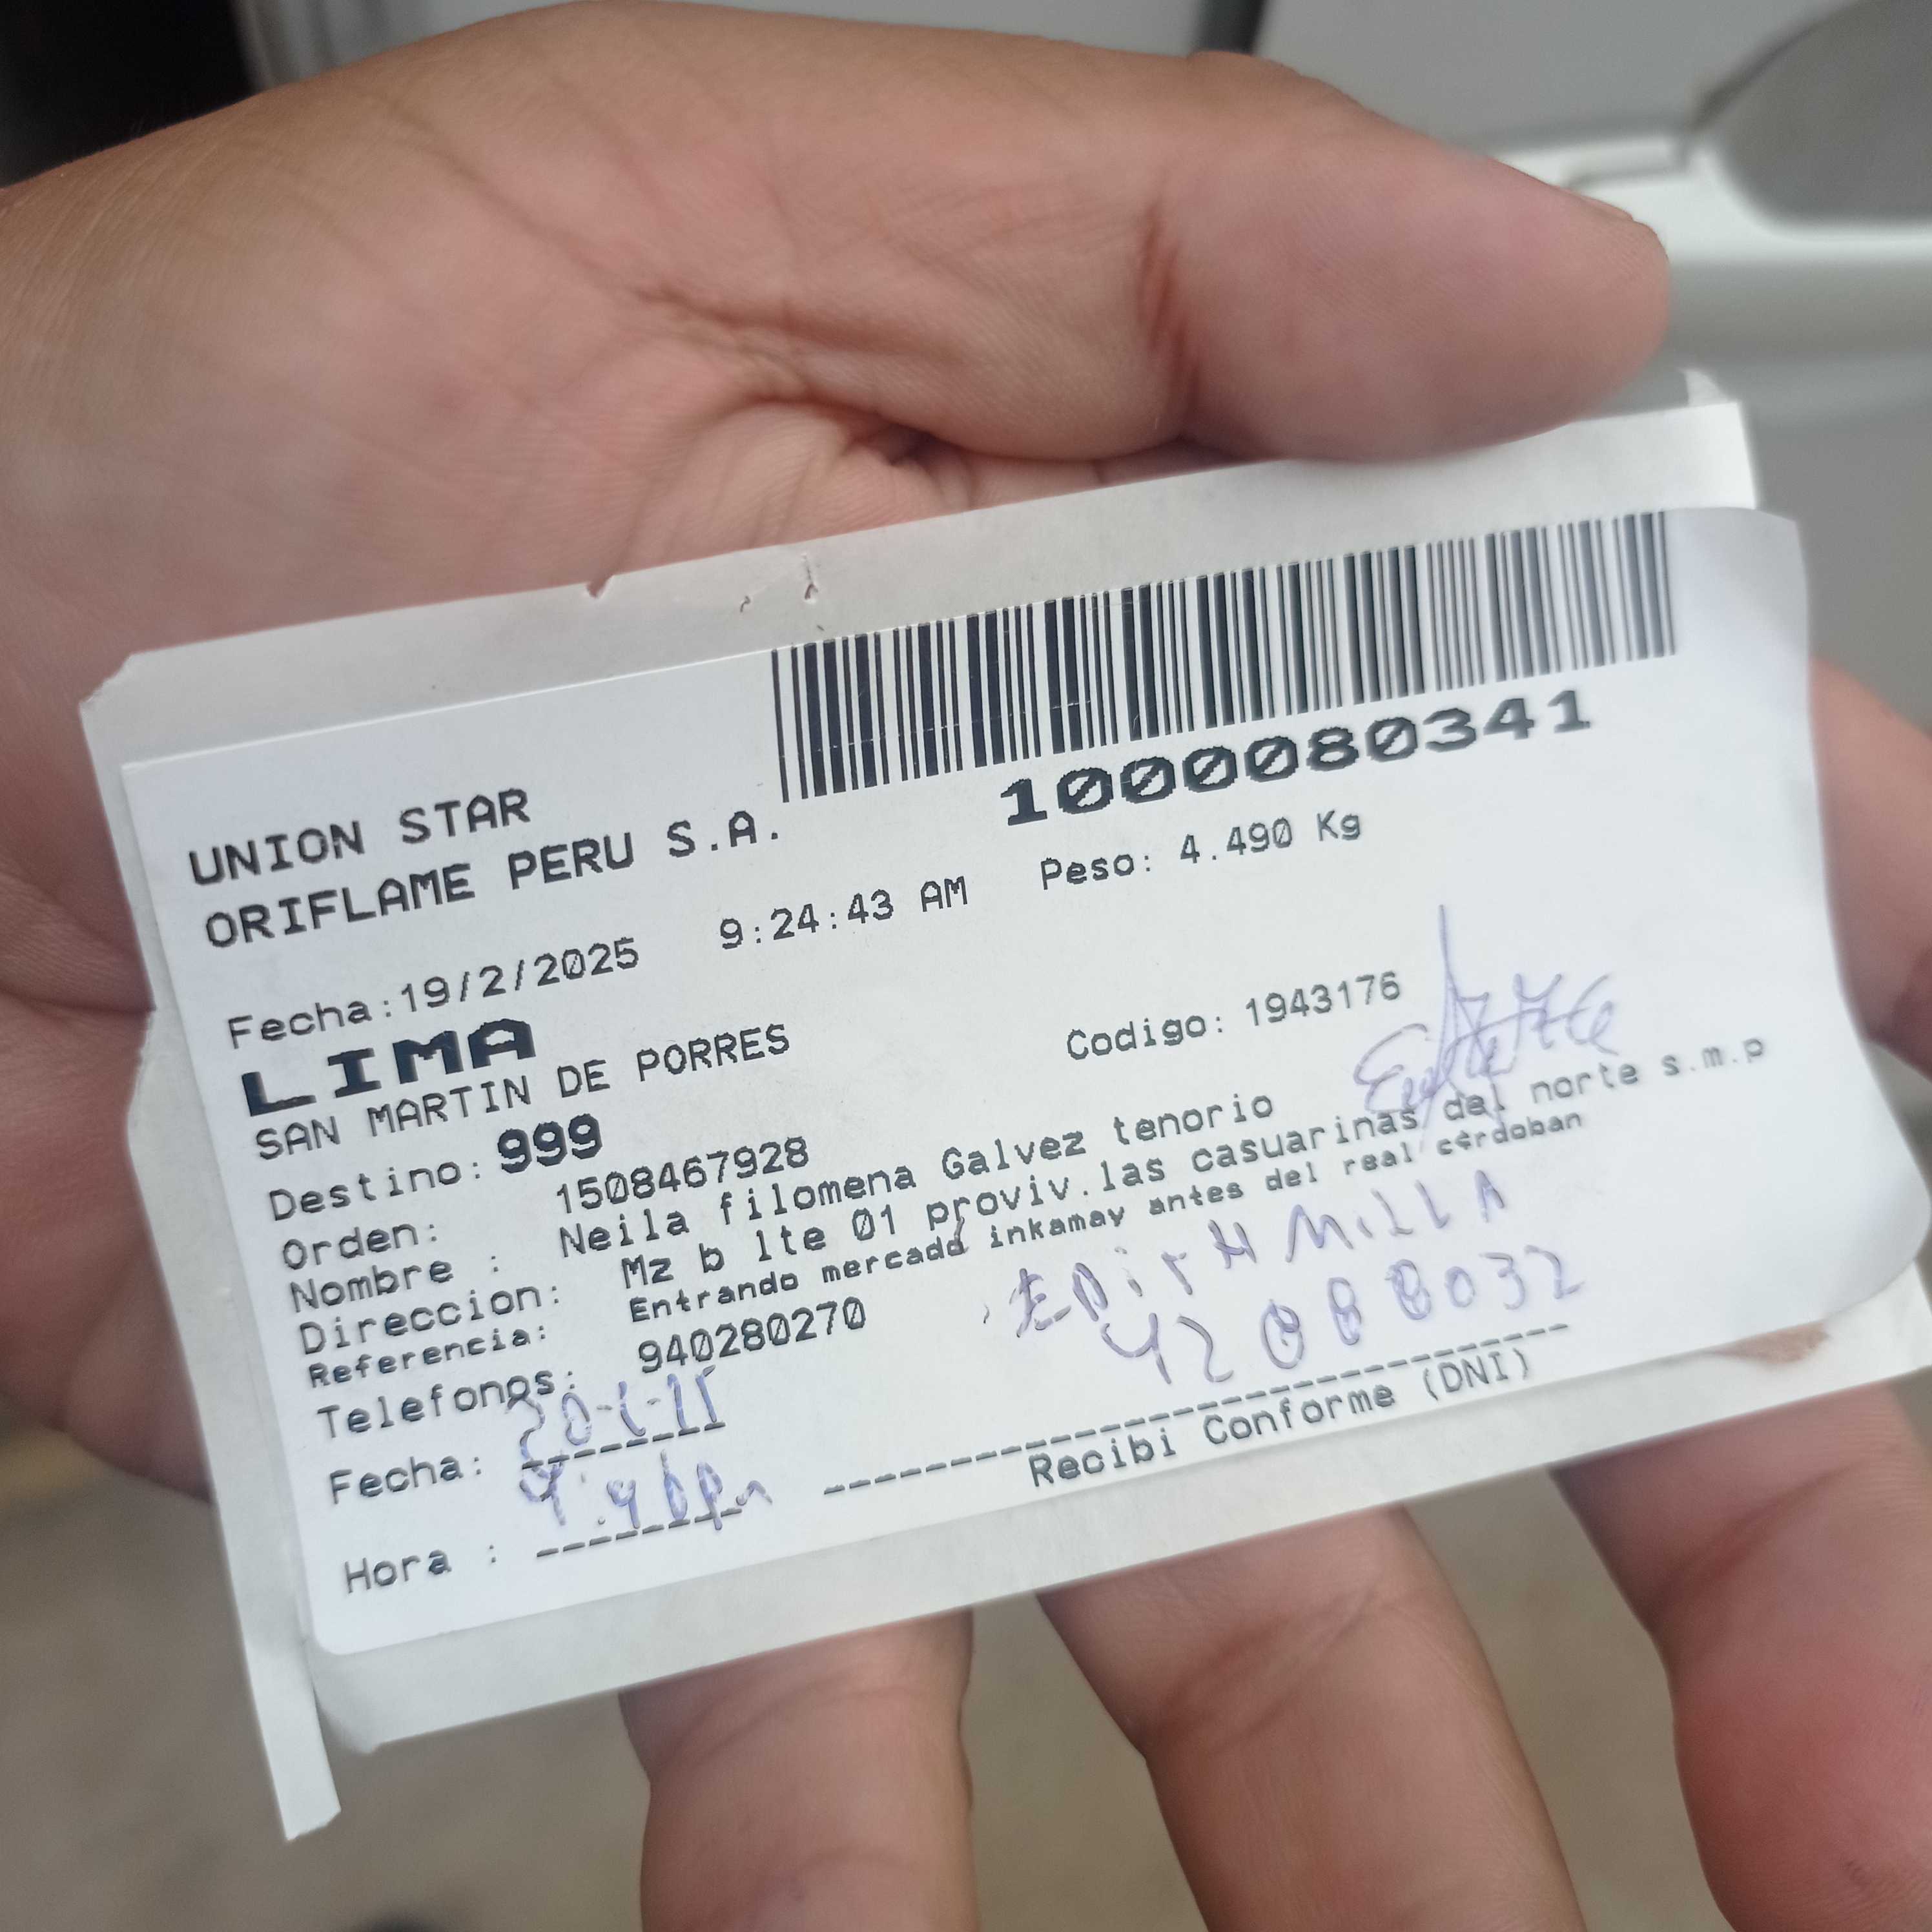 1000080341
UNION STAR
ORIFLAME PERU S.A.
Fecha:19/2/2025 9:24:43 AM Peso: 4.490 Kg
LIMA
SAN MARTIN DE PORRES Codigo: 1943176
Destino: 999
Orden: 1508467928
Nombre : Neila filomena Galvez tenorio
Direccion: Mz b lte 01 proviv.las casuarinas del norte s.m.p
Referencia: Entrando mercado inkamay antes del real cordoban
Telefonos: 940280270
EDITH MILLA
42088032
Fecha:
Hora :
Recibi Conforme (DNI)